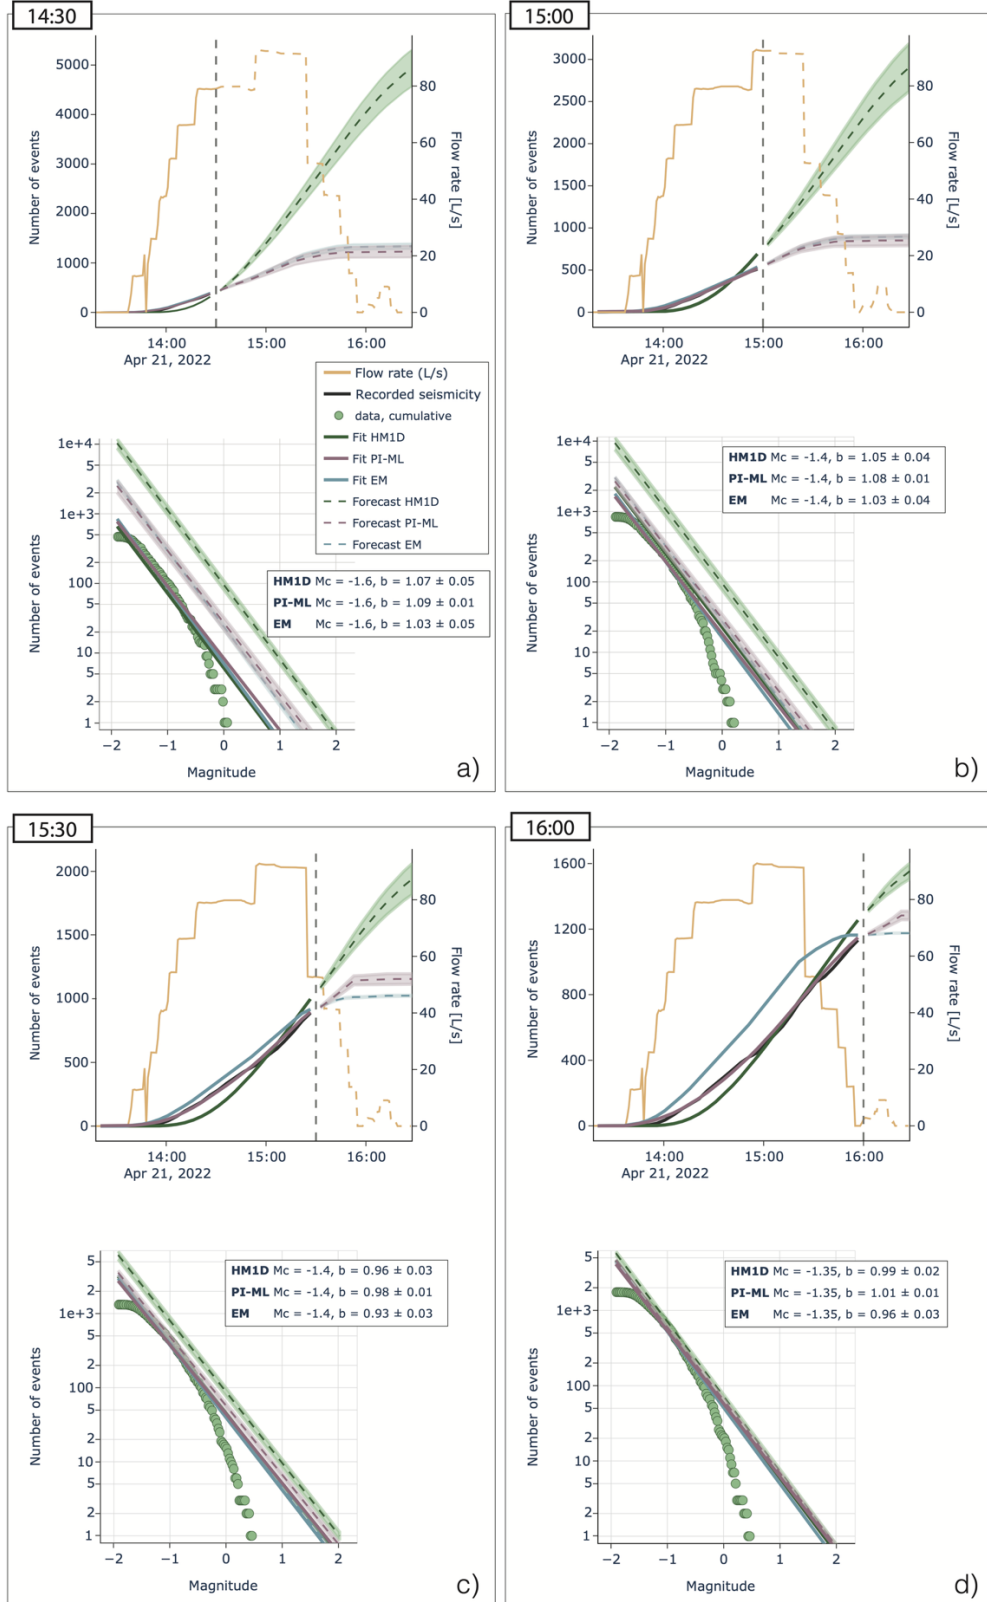 14:30
5000
4000
3000
2000
1000
0
Number of events
80
60
40
20
0
Flow rate [L/s]
14:00
15:00
16:00
Apr 21, 2022
Flow rate (L/s)
Recorded seismicity
data, cumulative
Fit HM1D
Fit PI-ML
Fit EM
Forecast HM1D
Forecast PI-ML
Forecast EM
1e+4
5
2
1e+3
5
2
100
5
2
10
5
2
1
Number of events
HM1D Mc = -1.6, b = 1.07 ± 0.05
PI-ML Mc = -1.6, b = 1.09 ± 0.01
EM Mc = -1.6, b = 1.03 ± 0.05
−2
−1
0
1
2
Magnitude
a)
15:00
3000
2500
2000
1500
1000
500
0
Number of events
80
60
40
20
0
Flow rate [L/s]
14:00
15:00
16:00
Apr 21, 2022
1e+4
5
2
1e+3
5
2
100
5
2
10
5
2
1
Number of events
HM1D Mc = -1.4, b = 1.05 ± 0.04
PI-ML Mc = -1.4, b = 1.08 ± 0.01
EM Mc = -1.4, b = 1.03 ± 0.04
−2
−1
0
1
2
Magnitude
b)
15:30
2000
1500
1000
500
0
Number of events
80
60
40
20
0
Flow rate [L/s]
14:00
15:00
16:00
Apr 21, 2022
5
2
1e+3
5
2
100
5
2
10
5
2
1
Number of events
HM1D Mc = -1.4, b = 0.96 ± 0.03
PI-ML Mc = -1.4, b = 0.98 ± 0.01
EM Mc = -1.4, b = 0.93 ± 0.03
−2
−1
0
1
2
Magnitude
c)
16:00
1600
1200
800
400
0
Number of events
80
60
40
20
0
Flow rate [L/s]
14:00
15:00
16:00
Apr 21, 2022
5
2
1e+3
5
2
100
5
2
10
5
2
1
Number of events
HM1D Mc = -1.35, b = 0.99 ± 0.02
PI-ML Mc = -1.35, b = 1.01 ± 0.01
EM Mc = -1.35, b = 0.96 ± 0.03
−2
−1
0
1
2
Magnitude
d)